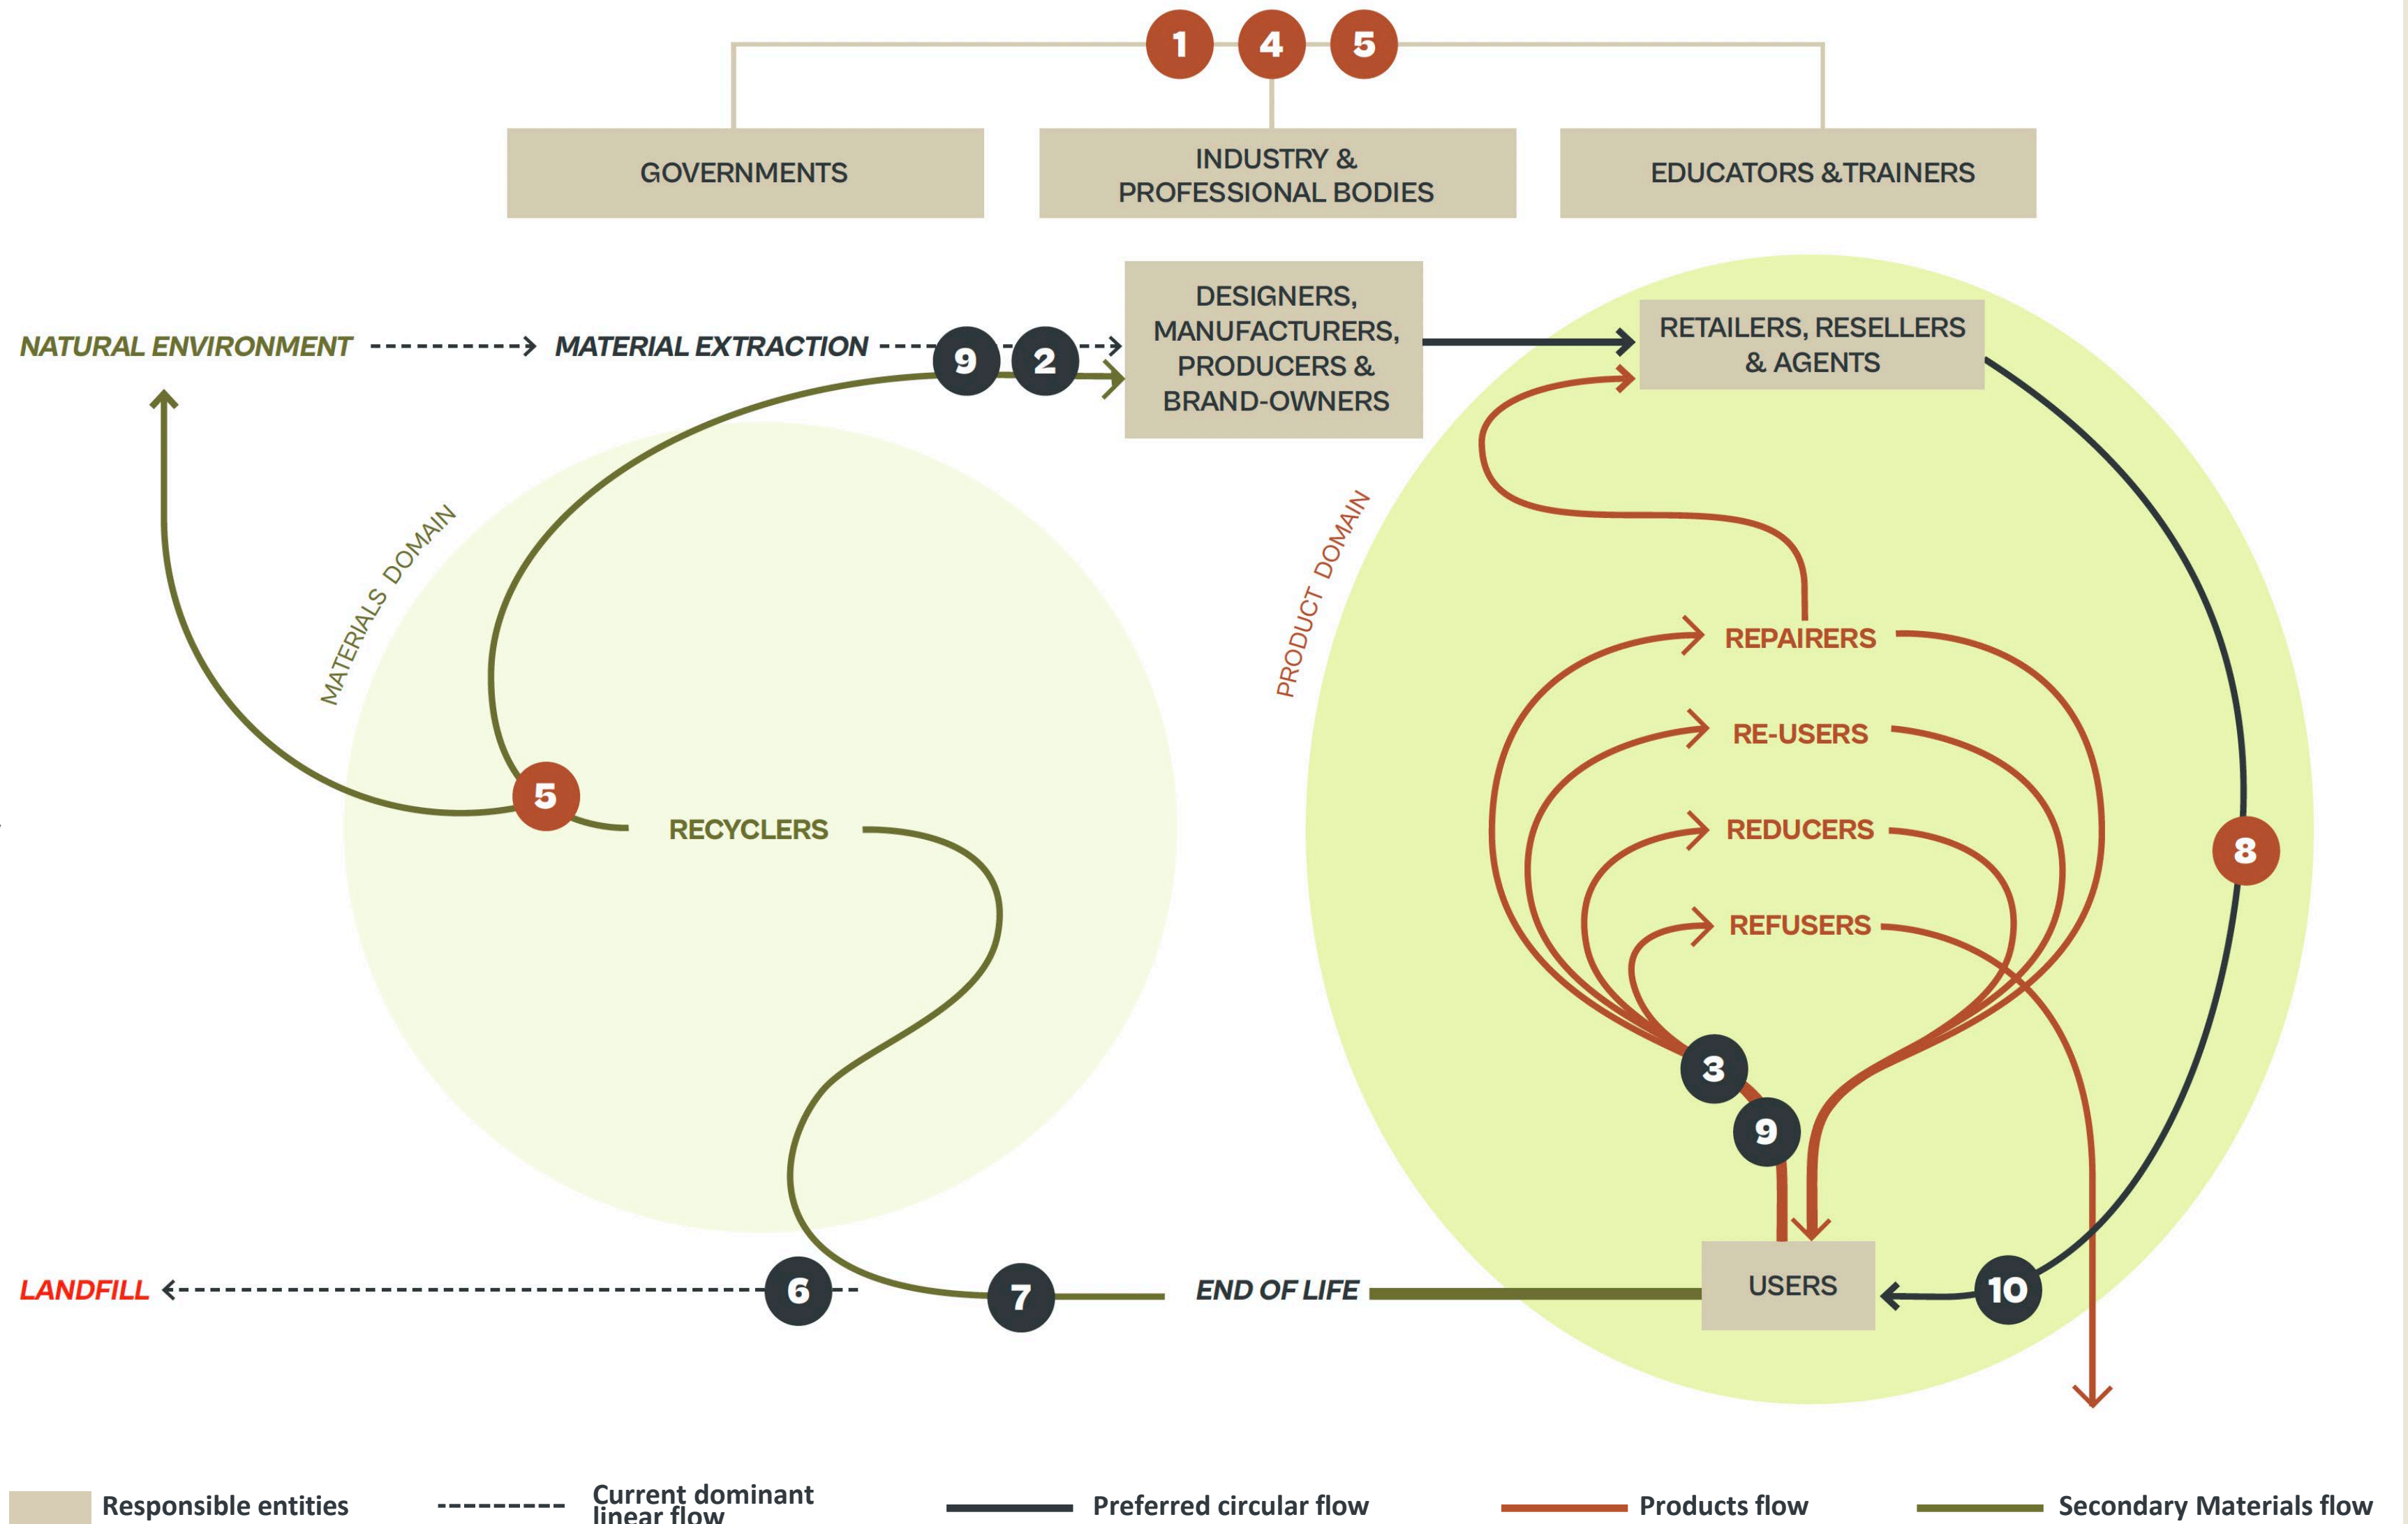 1
4
5
GOVERNMENTS
INDUSTRY &
PROFESSIONAL BODIES
EDUCATORS &TRAINERS
NATURAL ENVIRONMENT
MATERIAL EXTRACTION
9
2
DESIGNERS,
MANUFACTURERS,
PRODUCERS &
BRAND-OWNERS
RETAILERS, RESELLERS
& AGENTS
MATERIALS DOMAIN
PRODUCT DOMAIN
REPAIRERS
RE-USERS
5
RECYCLERS
REDUCERS
8
REFUSERS
3
9
LANDFILL
6
7
END OF LIFE
USERS
10
Responsible entities
Current dominant
linear flow
Preferred circular flow
Products flow
Secondary Materials flow